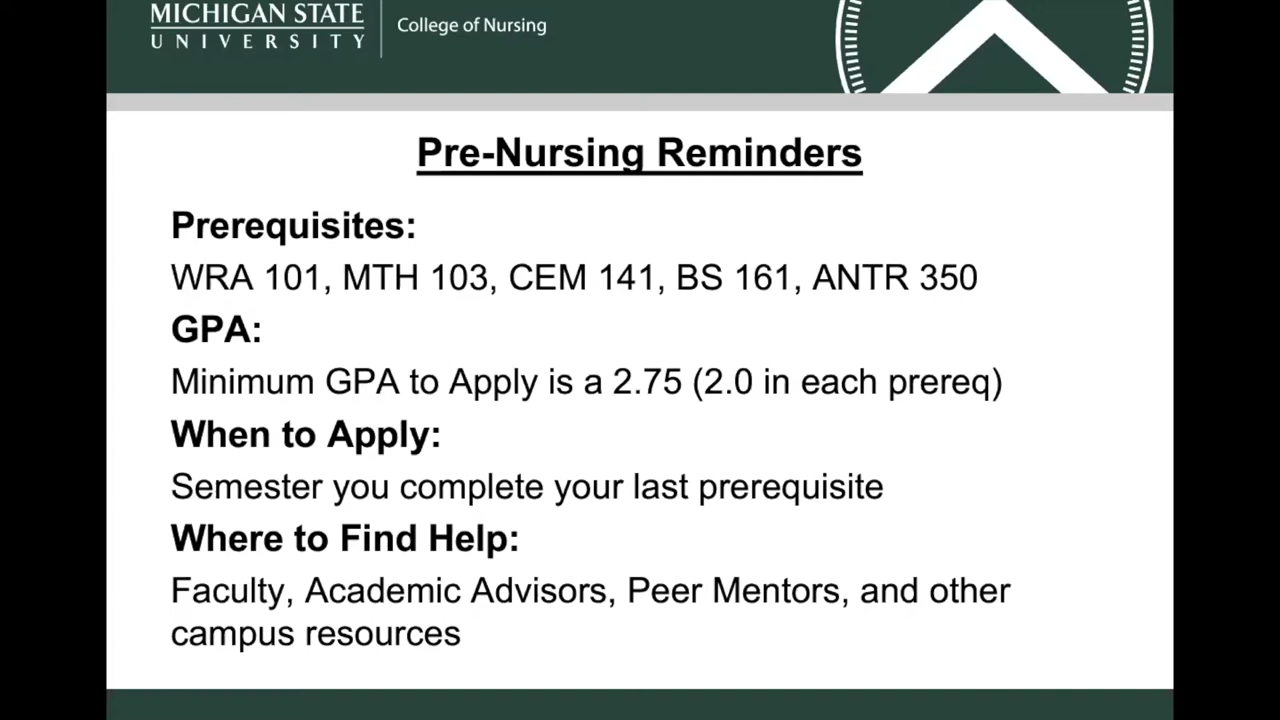 MICHIGAN STATE
UNIVERSITY
College of Nursing
Pre-Nursing Reminders
Prerequisites:
WRA 101, MTH 103, CEM 141, BS 161, ANTR 350
GPA:
Minimum GPA to Apply is a 2.75 (2.0 in each prereq)
When to Apply:
Semester you complete your last prerequisite
Where to Find Help:
Faculty, Academic Advisors, Peer Mentors, and other
campus resources